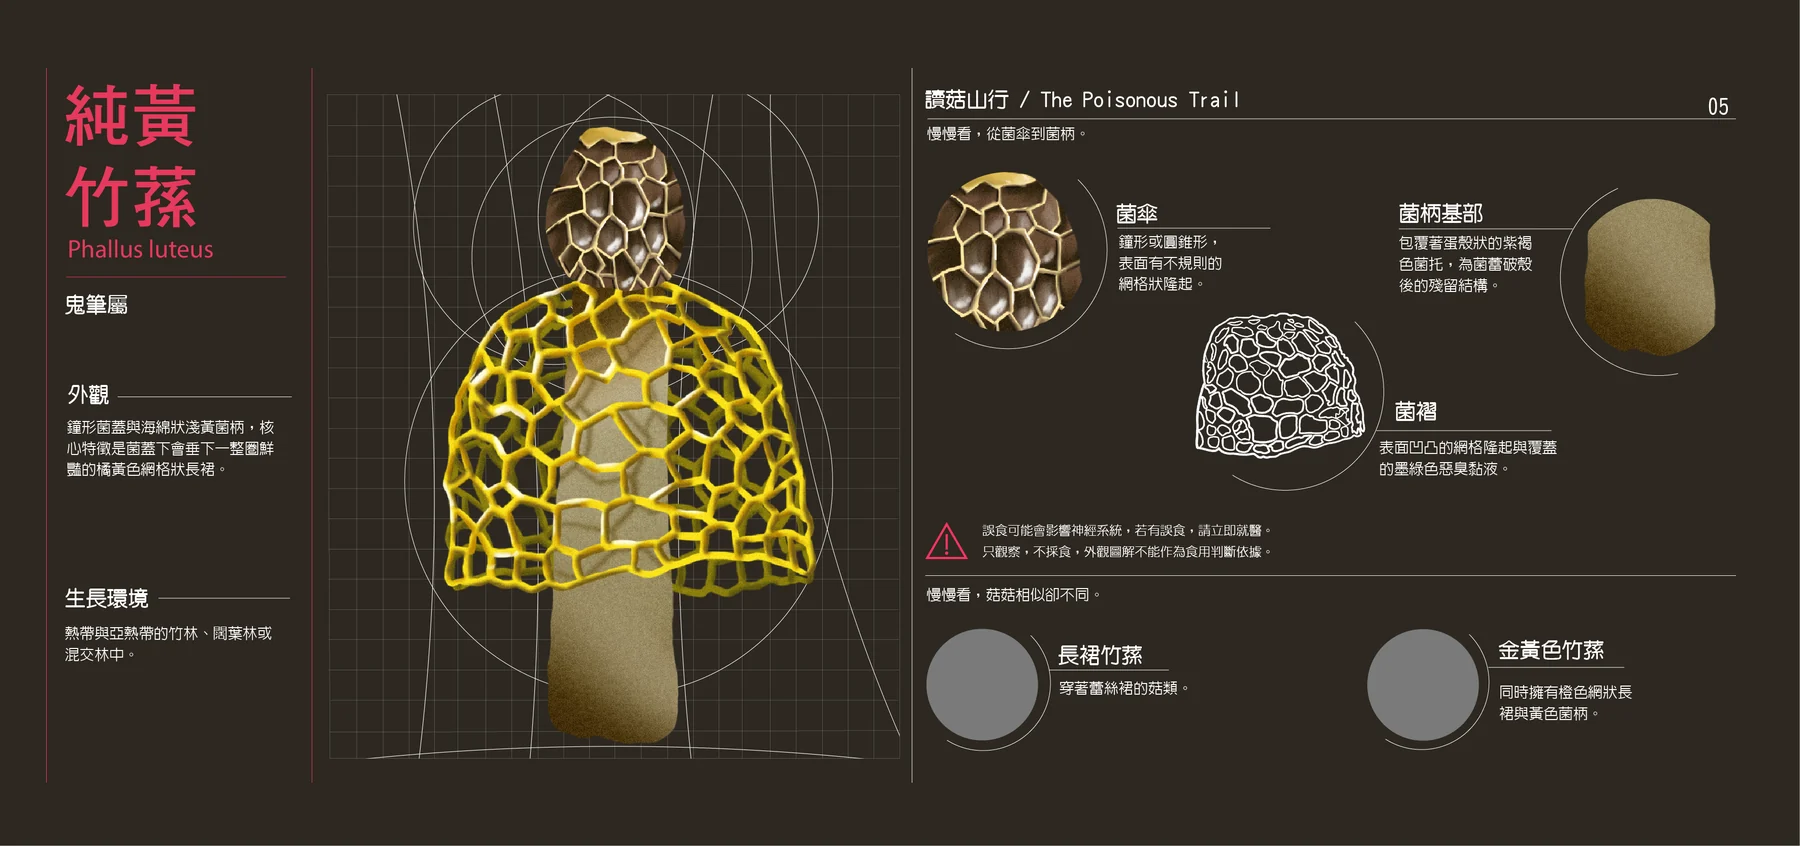 純黃
竹蓀
Phallus luteus
鬼筆屬
外觀
鐘形菌蓋與海綿狀淺黃菌柄，核
心特徵是菌蓋下會垂下一整圈鮮
豔的橘黃色網格狀長裙。
生長環境
熱帶與亞熱帶的竹林、闊葉林或
混交林中。
讀菇山行 / The Poisonous Trail
05
慢慢看，從菌傘到菌柄。
菌傘
鐘形或圓錐形，
表面有不規則的
網格狀隆起。
菌柄基部
包覆著蛋殼狀的紫褐
色菌托，為菌蕾破殼
後的殘留結構。
菌褶
表面凹凸的網格隆起與覆蓋
的墨綠色惡臭黏液。
誤食可能會影響神經系統，若有誤食，請立即就醫。
只觀察，不採食，外觀圖解不能作為食用判斷依據。
慢慢看，菇菇相似卻不同。
長裙竹蓀
穿著蕾絲裙的菇類。
金黃色竹蓀
同時擁有橙色網狀長
裙與黃色菌柄。